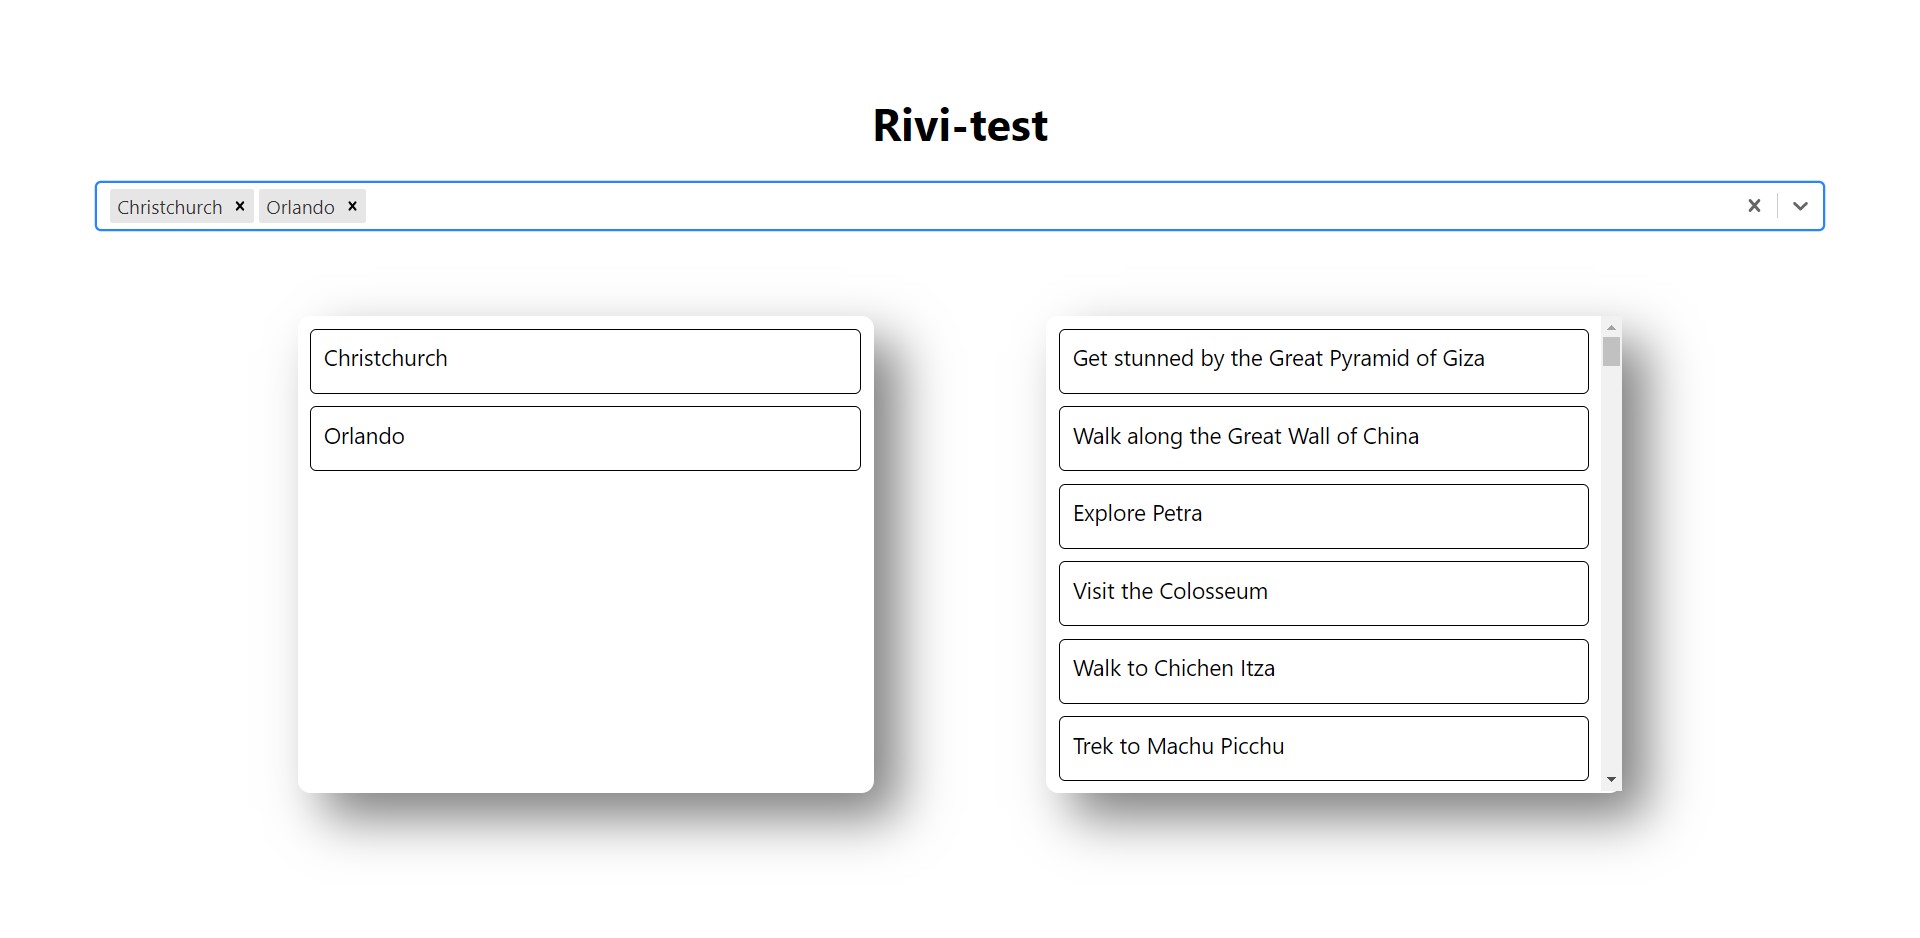 Rivi-test
Christchurch
Orlando
Christchurch
Orlando
Get stunned by the Great Pyramid of Giza
Walk along the Great Wall of China
Explore Petra
Visit the Colosseum
Walk to Chichen Itza
Trek to Machu Picchu